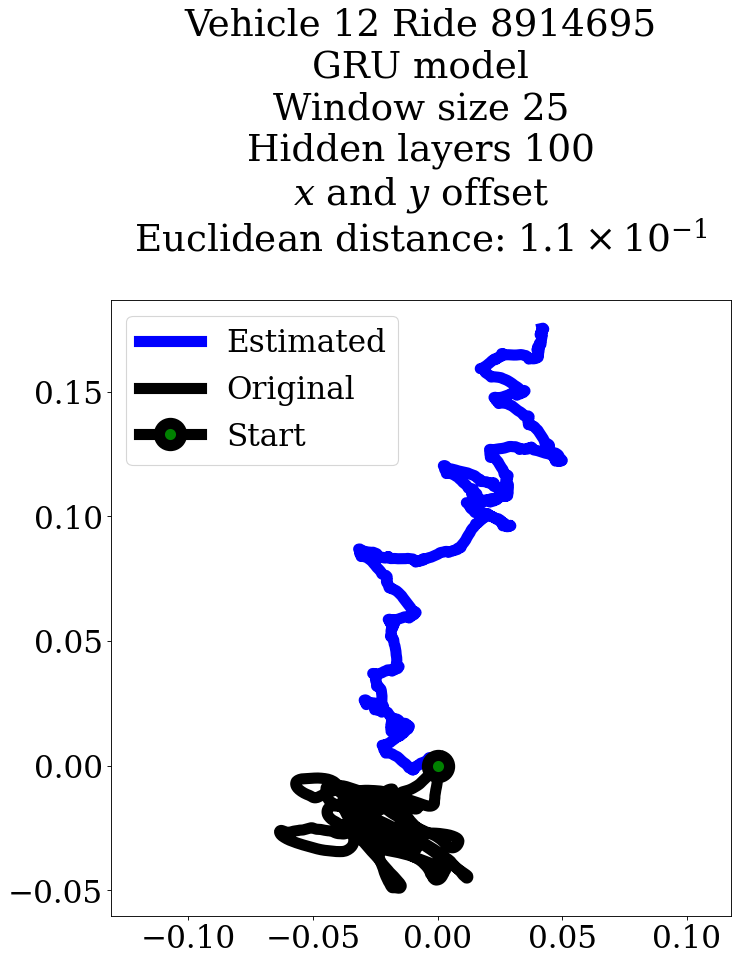 Vehicle 12 Ride 8914695
GRU model
Window size 25
Hidden layers 100
x and y offset
Euclidean distance: 1.1 × 10⁻¹
Estimated
Original
Start
0.15
0.10
0.05
0.00
−0.05
−0.10 −0.05 0.00 0.05 0.10